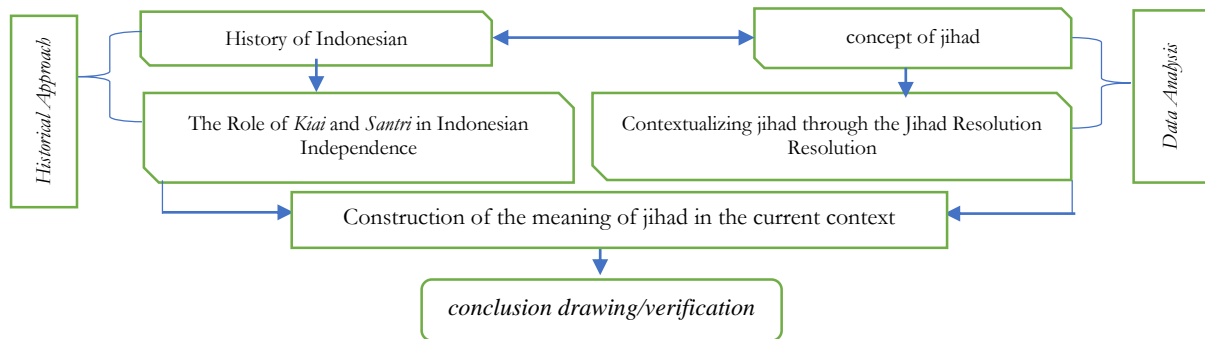 Historical Approach
History of Indonesian
concept of jihad
Data Analysis
The Role of Kiai and Santri in Indonesian
Independence
Contextualizing jihad through the Jihad Resolution
Resolution
Construction of the meaning of jihad in the current context
conclusion drawing/verification